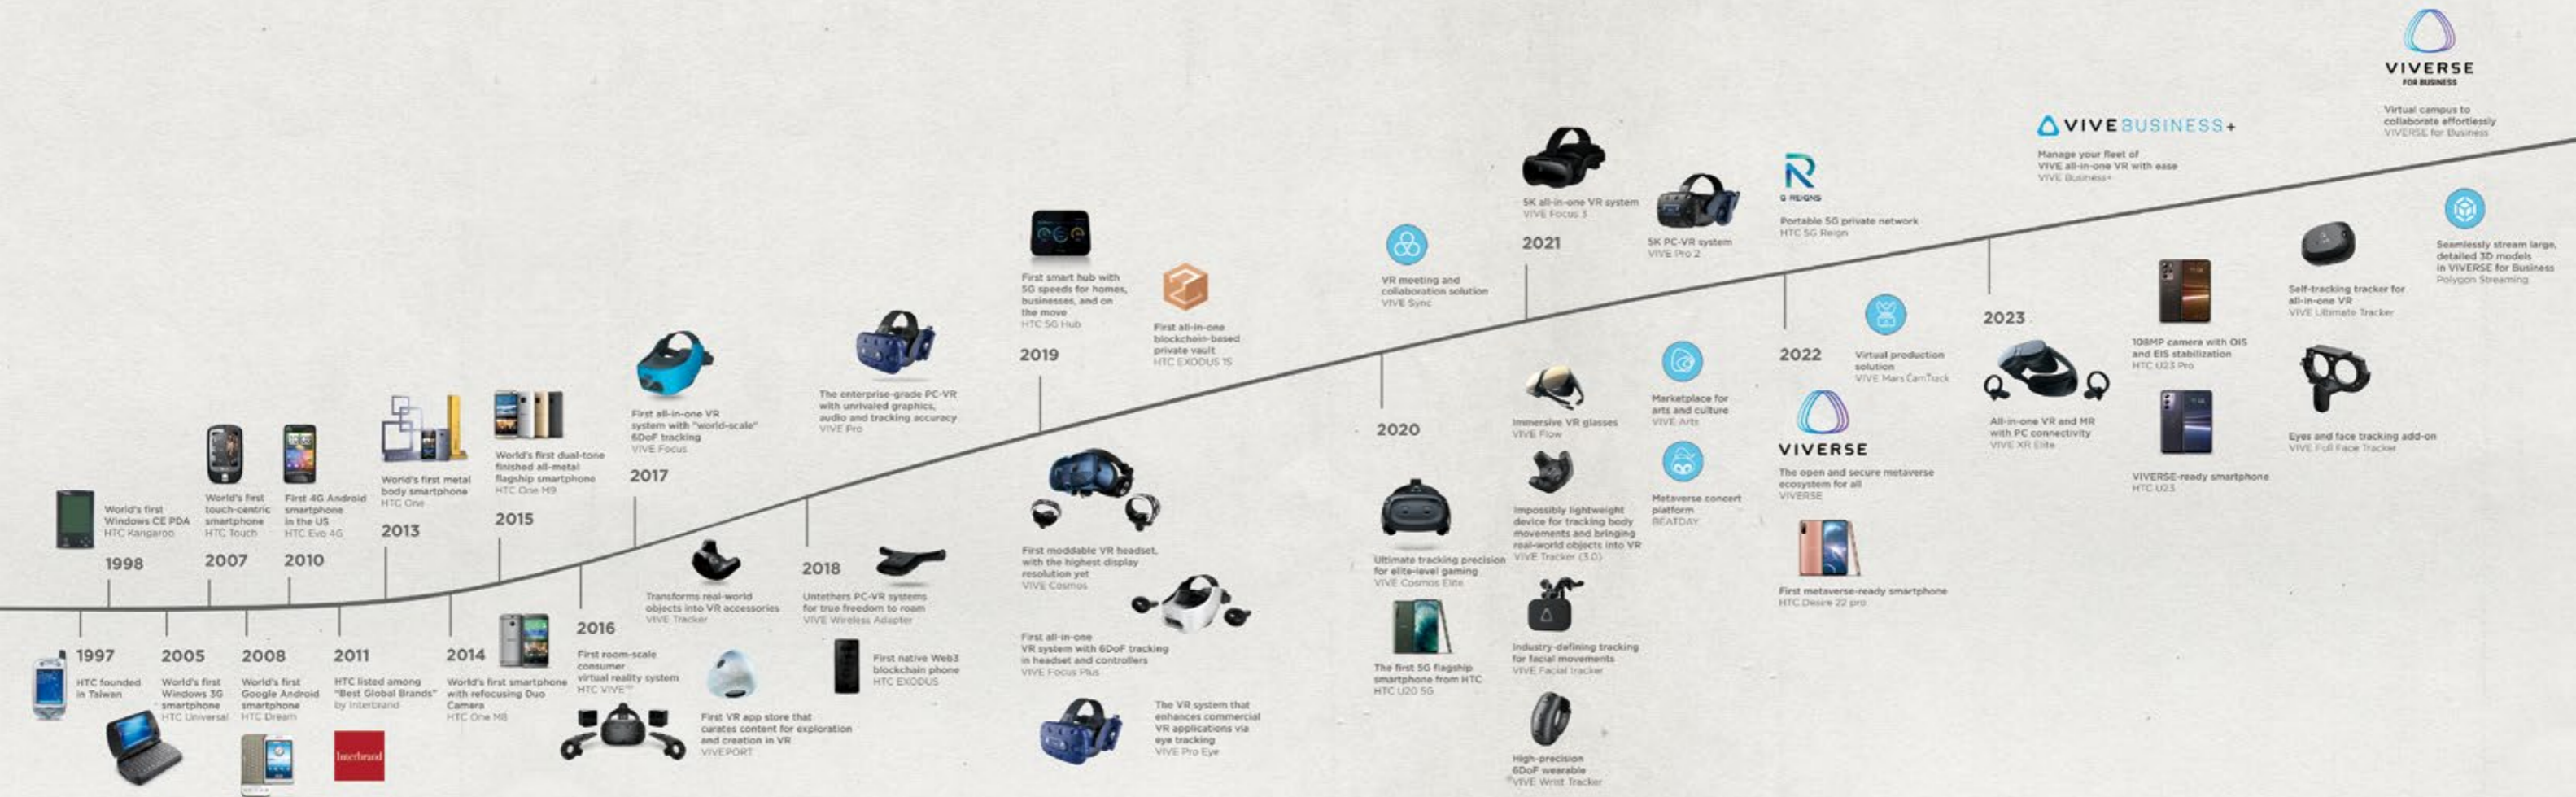 1997
HTC founded
in Taiwan
World's first
Windows CE PDA
HTC Kangaroo
1998
2005
World's first
Windows 3G
smartphone
HTC Universal
World's first
touch-centric
smartphone
HTC Touch
2007
2008
World's first
Google Android
smartphone
HTC Dream
First 4G Android
smartphone
in the US
HTC Evo 4G
2010
2011
HTC listed among
"Best Global Brands"
by Interbrand
Interbrand
World's first metal
body smartphone
HTC One
2013
2014
World's first smartphone
with refocusing Duo
Camera
HTC One M8
World's first dual-tone
finished all-metal
flagship smartphone
HTC One M9
2015
2016
First room-scale
consumer
virtual reality system
HTC VIVE™
First VR app store that
curates content for exploration
and creation in VR
VIVEPORT
First all-in-one VR
system with "world-scale"
6DoF tracking
VIVE Focus
2017
Transforms real-world
objects into VR accessories
VIVE Tracker
The enterprise-grade PC-VR
with unrivaled graphics,
audio and tracking accuracy
VIVE Pro
2018
Untethers PC-VR systems
for true freedom to roam
VIVE Wireless Adapter
First native Web3
blockchain phone
HTC EXODUS
First smart hub with
5G speeds for homes,
businesses, and on
the move
HTC 5G Hub
2019
First all-in-one
blockchain-based
private vault
HTC EXODUS 1S
First moddable VR headset,
with the highest display
resolution yet
VIVE Cosmos
First all-in-one
VR system with 6DoF tracking
in headset and controllers
VIVE Focus Plus
The VR system that
enhances commercial
VR applications via
eye tracking
VIVE Pro Eye
VR meeting and
collaboration solution
VIVE Sync
2020
Ultimate tracking precision
for elite-level gaming
VIVE Cosmos Elite
The first 5G flagship
smartphone from HTC
HTC U20 5G
5K all-in-one VR system
VIVE Focus 3
2021
5K PC-VR system
VIVE Pro 2
Immersive VR glasses
VIVE Flow
Impossibly lightweight
device for tracking body
movements and bringing
real-world objects into VR
VIVE Tracker (3.0)
Industry-defining tracking
for facial movements
VIVE Facial tracker
High-precision
6DoF wearable
VIVE Wrist Tracker
Marketplace for
arts and culture
VIVE Arts
Metaverse concert
platform
BEATDAY
G REIGNS
Portable 5G private network
HTC 5G Reign
2022
Virtual production
solution
VIVE Mars CamTrack
VIVERSE
The open and secure metaverse
ecosystem for all
VIVERSE
First metaverse-ready smartphone
HTC Desire 22 pro
VIVEBUSINESS+
Manage your fleet of
VIVE all-in-one VR with ease
VIVE Business+
2023
All-in-one VR and MR
with PC connectivity
VIVE XR Elite
108MP camera with OIS
and EIS stabilization
HTC U23 Pro
VIVERSE-ready smartphone
HTC U23
Self-tracking tracker for
all-in-one VR
VIVE Ultimate Tracker
Eyes and face tracking add-on
VIVE Full Face Tracker
VIVERSE
FOR BUSINESS
Virtual campus to
collaborate effortlessly
VIVERSE for Business
Seamlessly stream large,
detailed 3D models
in VIVERSE for Business
Polygon Streaming